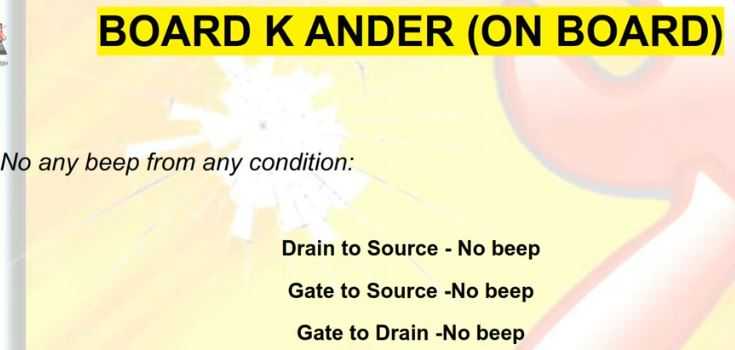 BOARD K ANDER (ON BOARD)
No any beep from any condition:
Drain to Source - No beep
Gate to Source -No beep
Gate to Drain -No beep